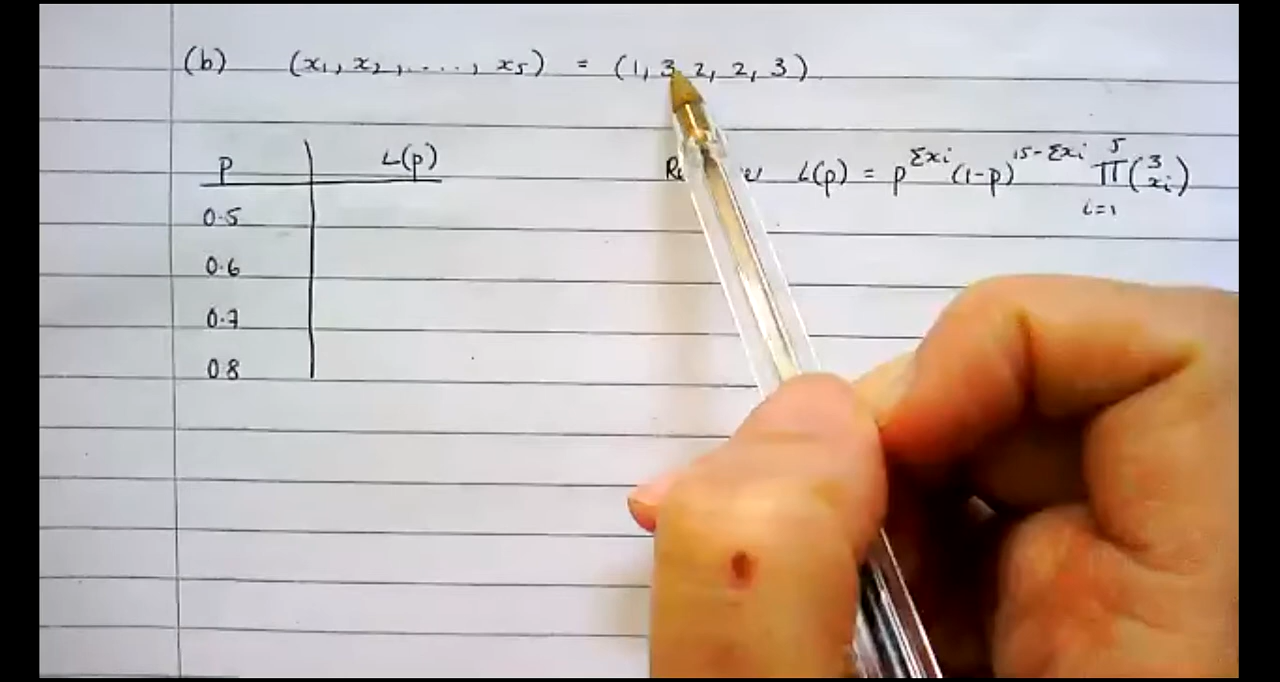 (b) (x₁, x₂, ...., x₅) = (1, 3, 2, 2, 3)
P L(p)
L(p) = p^Σxi (1-p)^15-Σxi 5 Π i=1 (3 xi)
0.5
0.6
0.7
0.8